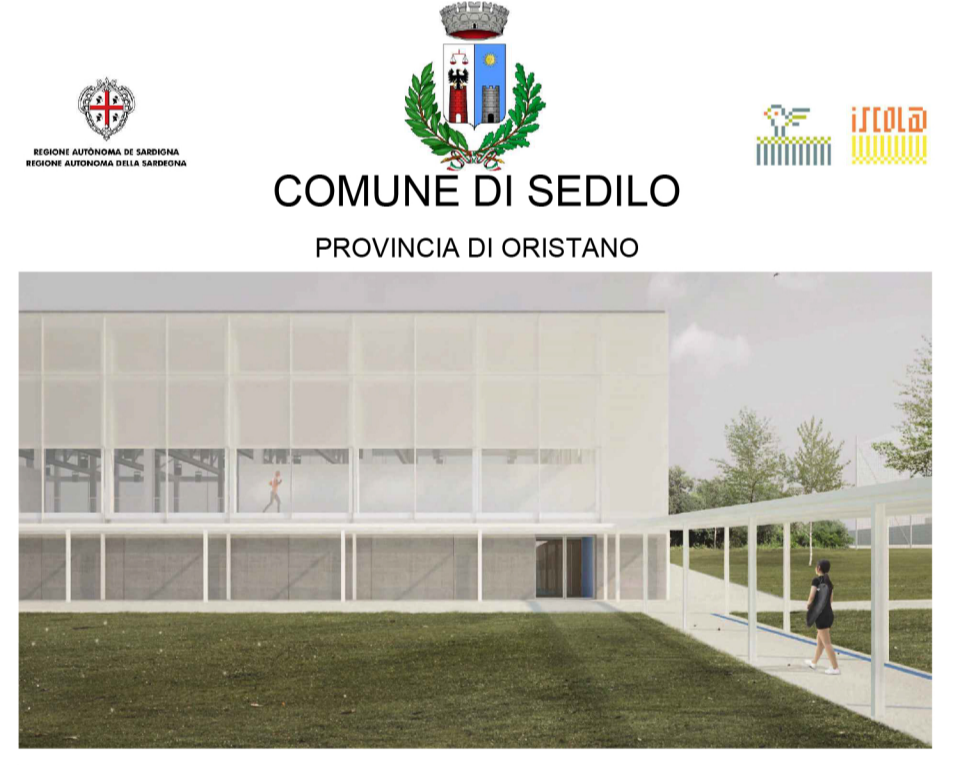 REGIONE AUTÒNOMA DE SARDIGNA
REGIONE AUTONOMA DELLA SARDEGNA
iscol@
COMUNE DI SEDILO
PROVINCIA DI ORISTANO